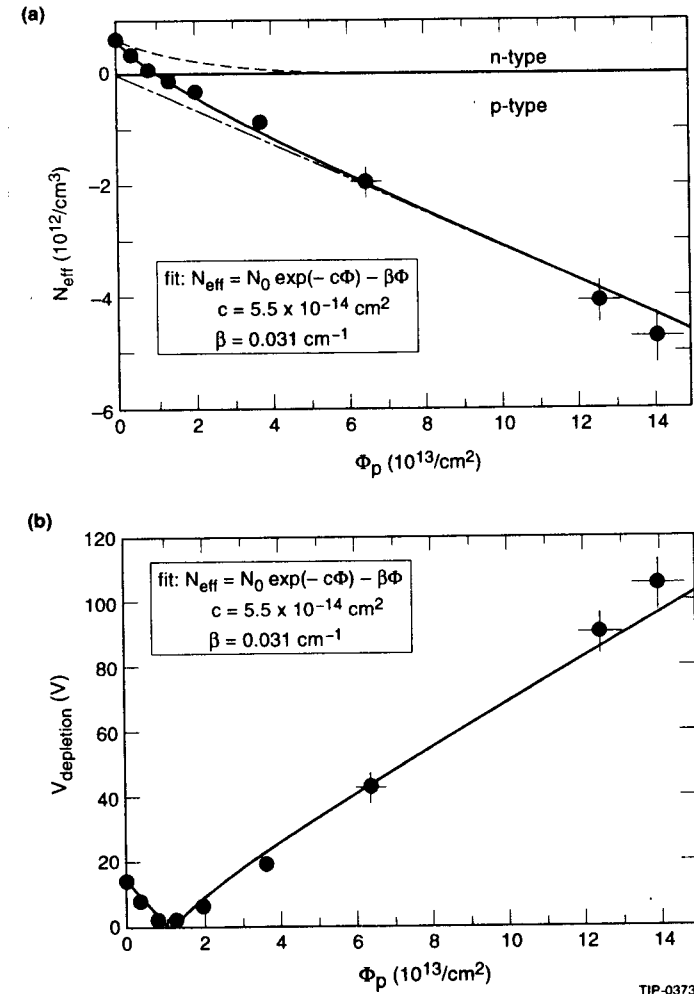 (a)
n-type
0
p-type
−2
−4
−6
N_eff (10^12/cm^3)
fit: N_eff = N_0 exp(− cΦ) − βΦ
c = 5.5 x 10^−14 cm^2
β = 0.031 cm^−1
0 2 4 6 8 10 12 14
Φ_p (10^13/cm^2)
(b)
120
100
80
60
40
20
0
V_depletion (V)
fit: N_eff = N_0 exp(− cΦ) − βΦ
c = 5.5 x 10^−14 cm^2
β = 0.031 cm^−1
0 2 4 6 8 10 12 14
Φ_p (10^13/cm^2)
TIP-0373